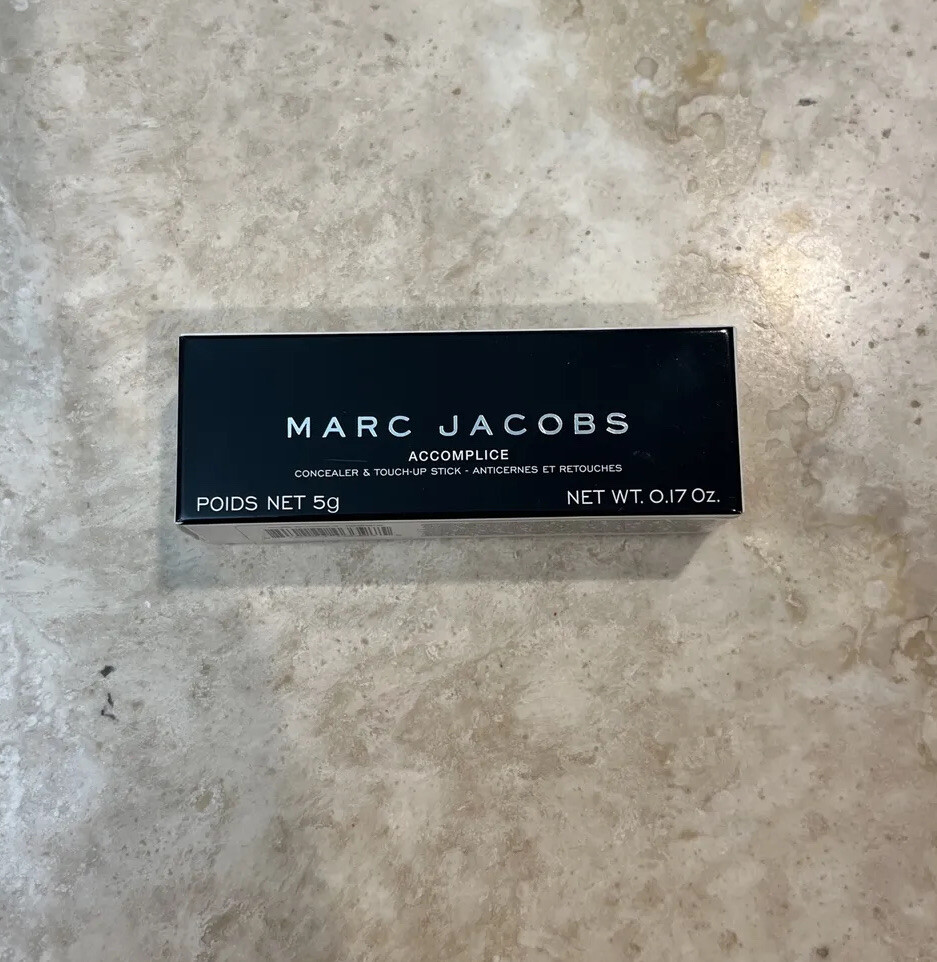 MARC JACOBS
ACCOMPLICE
CONCEALER & TOUCH-UP STICK - ANTICERNES ET RETOUCHES
POIDS NET 5g NET WT. 0.17 Oz.